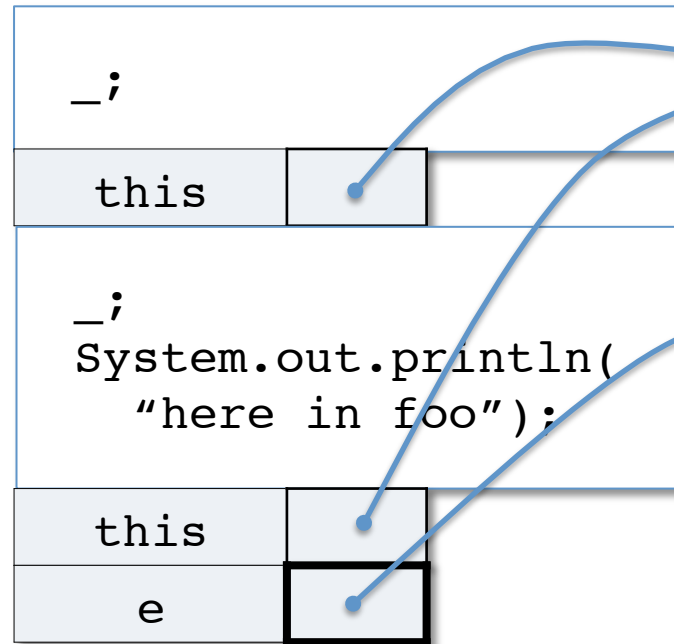 _;
this
_;
System.out.println(
“here in foo”);
this
e